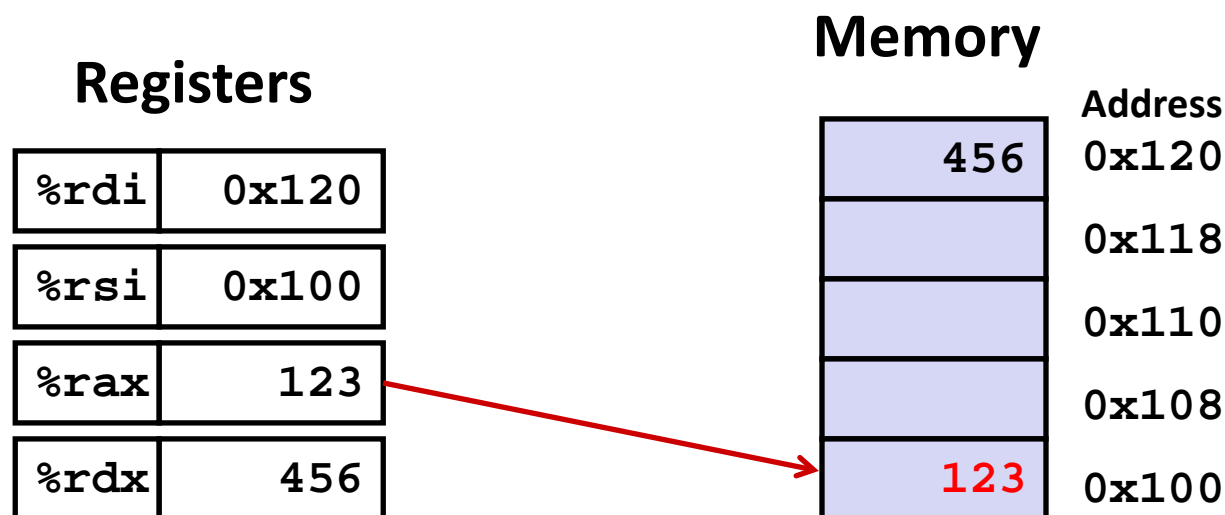 Registers
%rdi 0x120
%rsi 0x100
%rax 123
%rdx 456
Memory
Address
456 0x120
0x118
0x110
0x108
123 0x100